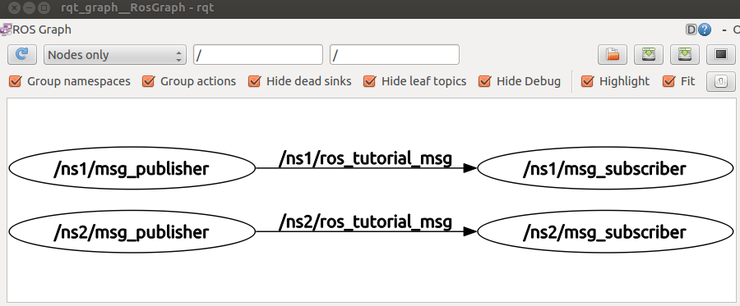 rqt_graph__RosGraph - rqt
ROS Graph
D ? - O
Nodes only / /
Group namespaces Group actions Hide dead sinks Hide leaf topics Hide Debug Highlight Fit
/ns1/msg_publisher /ns1/ros_tutorial_msg /ns1/msg_subscriber
/ns2/msg_publisher /ns2/ros_tutorial_msg /ns2/msg_subscriber